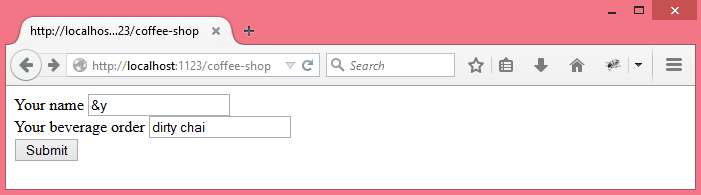 http://localhos...23/coffee-shop
http://localhost:1123/coffee-shop
Search
Your name &y
Your beverage order dirty chai
Submit